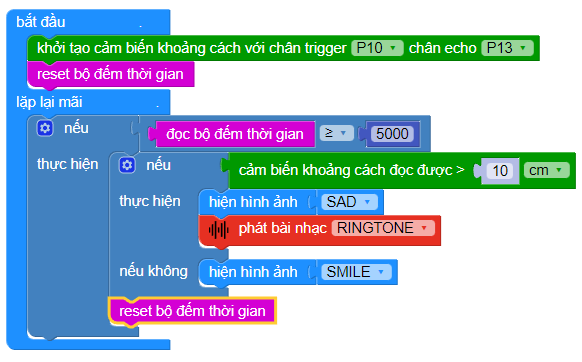 bắt đầu
khởi tạo cảm biến khoảng cách với chân trigger P10 chân echo P13
reset bộ đếm thời gian
lặp lại mãi
nếu đọc bộ đếm thời gian ≥ 5000
thực hiện nếu cảm biến khoảng cách đọc được > 10 cm
thực hiện hiện hình ảnh SAD
phát bài nhạc RINGTONE
nếu không hiện hình ảnh SMILE
reset bộ đếm thời gian